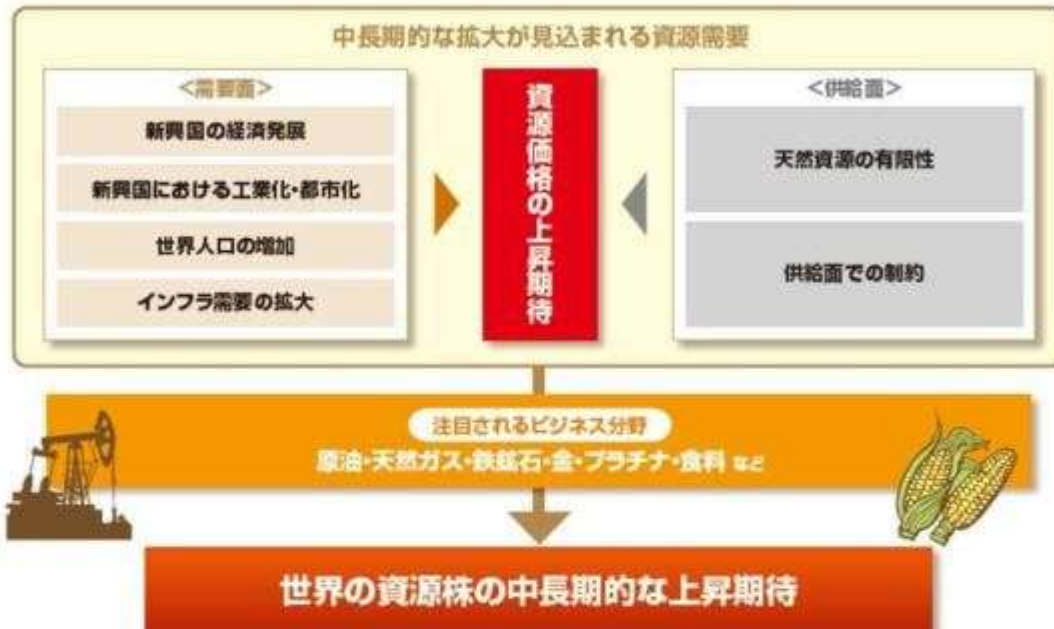 中長期的な拡大が見込まれる資源需要
<需要面>
新興国の経済発展
新興国における工業化・都市化
世界人口の増加
インフラ需要の拡大
資源価格の上昇期待
<供給面>
天然資源の有限性
供給面での制約
注目されるビジネス分野
原油・天然ガス・鉄鉱石・金・プラチナ・食料 など
世界の資源株の中長期的な上昇期待